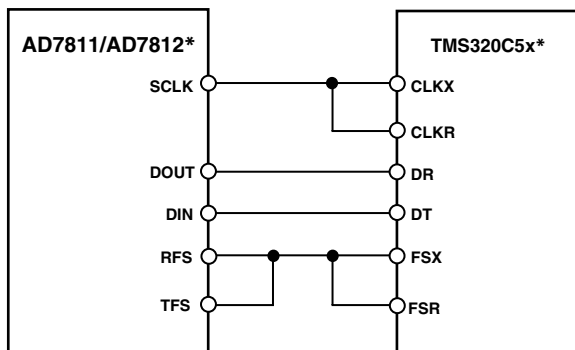 AD7811/AD7812*
TMS320C5x*
SCLK
CLKX
CLKR
DOUT
DR
DIN
DT
RFS
FSX
TFS
FSR